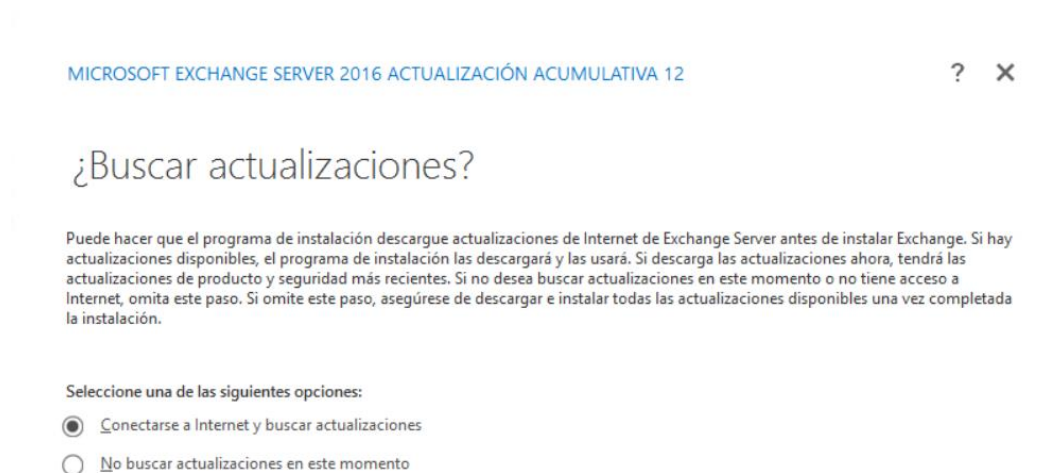 MICROSOFT EXCHANGE SERVER 2016 ACTUALIZACIÓN ACUMULATIVA 12
? X
¿Buscar actualizaciones?
Puede hacer que el programa de instalación descargue actualizaciones de Internet de Exchange Server antes de instalar Exchange. Si hay
actualizaciones disponibles, el programa de instalación las descargará y las usará. Si descarga las actualizaciones ahora, tendrá las
actualizaciones de producto y seguridad más recientes. Si no desea buscar actualizaciones en este momento o no tiene acceso a
Internet, omita este paso. Si omite este paso, asegúrese de descargar e instalar todas las actualizaciones disponibles una vez completada
la instalación.
Seleccione una de las siguientes opciones:
Conectarse a Internet y buscar actualizaciones
No buscar actualizaciones en este momento